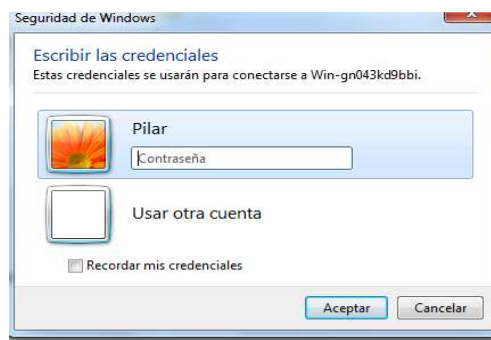 Seguridad de Windows
Escribir las credenciales
Estas credenciales se usarán para conectarse a Win-gn043kd9bbi.
Pilar
Contraseña
Usar otra cuenta
Recordar mis credenciales
Aceptar
Cancelar